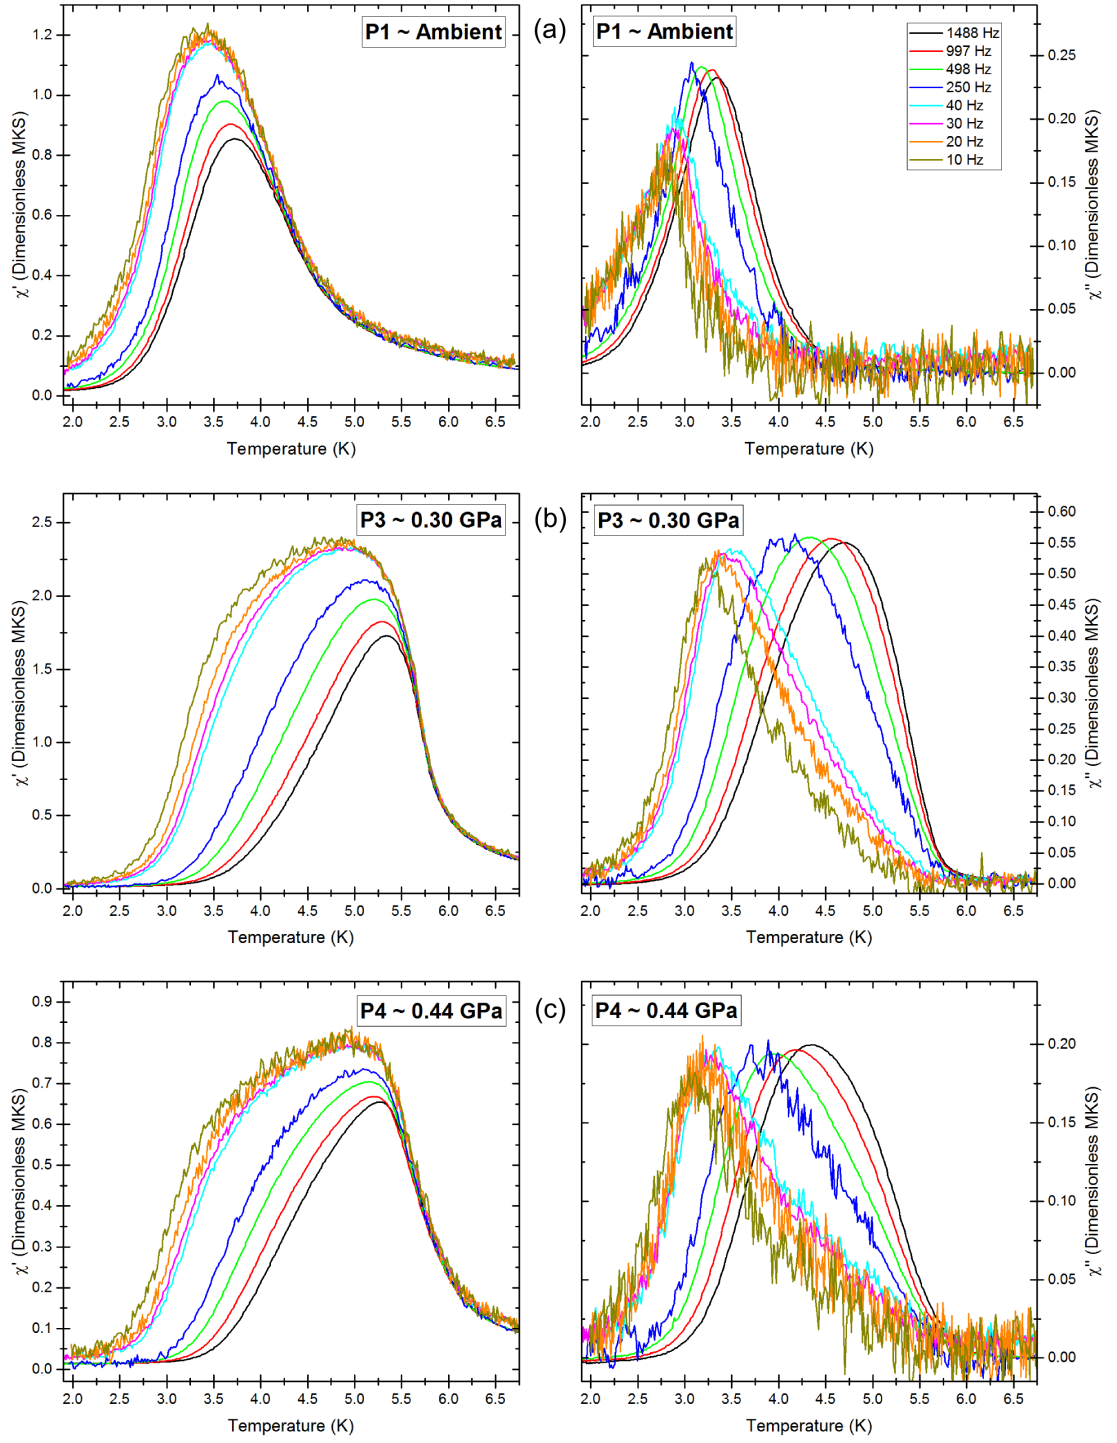 P1 ~ Ambient
(a)
P1 ~ Ambient
1488 Hz
997 Hz
498 Hz
250 Hz
40 Hz
30 Hz
20 Hz
10 Hz
χ' (Dimensionless MKS)
1.2
1.0
0.8
0.6
0.4
0.2
0.0
2.0 2.5 3.0 3.5 4.0 4.5 5.0 5.5 6.0 6.5
Temperature (K)
χ'' (Dimensionless MKS)
0.25
0.20
0.15
0.10
0.05
0.00
2.0 2.5 3.0 3.5 4.0 4.5 5.0 5.5 6.0 6.5
Temperature (K)
P3 ~ 0.30 GPa
(b)
P3 ~ 0.30 GPa
χ' (Dimensionless MKS)
2.5
2.0
1.5
1.0
0.5
0.0
2.0 2.5 3.0 3.5 4.0 4.5 5.0 5.5 6.0 6.5
Temperature (K)
χ'' (Dimensionless MKS)
0.60
0.55
0.50
0.45
0.40
0.35
0.30
0.25
0.20
0.15
0.10
0.05
0.00
2.0 2.5 3.0 3.5 4.0 4.5 5.0 5.5 6.0 6.5
Temperature (K)
P4 ~ 0.44 GPa
(c)
P4 ~ 0.44 GPa
χ' (Dimensionless MKS)
0.9
0.8
0.7
0.6
0.5
0.4
0.3
0.2
0.1
0.0
2.0 2.5 3.0 3.5 4.0 4.5 5.0 5.5 6.0 6.5
Temperature (K)
χ'' (Dimensionless MKS)
0.20
0.15
0.10
0.05
0.00
2.0 2.5 3.0 3.5 4.0 4.5 5.0 5.5 6.0 6.5
Temperature (K)